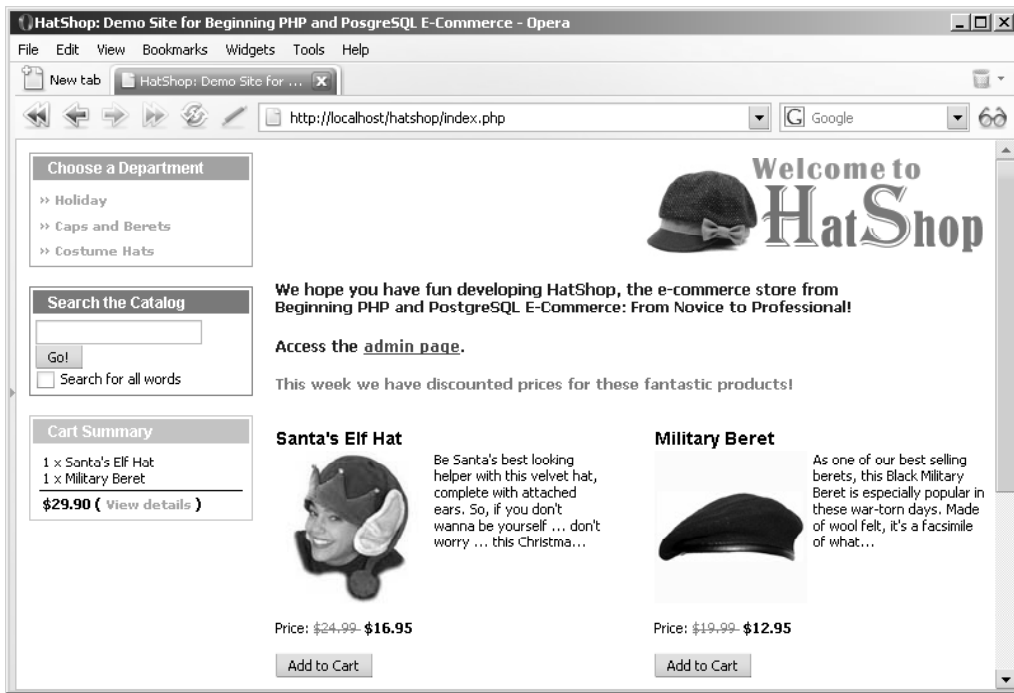 HatShop: Demo Site for Beginning PHP and PosgreSQL E-Commerce - Opera
File Edit View Bookmarks Widgets Tools Help
New tab HatShop: Demo Site for ...
http://localhost/hatshop/index.php
G Google
Choose a Department
» Holiday
» Caps and Berets
» Costume Hats
Search the Catalog
Go!
Search for all words
Cart Summary
1 x Santa's Elf Hat
1 x Military Beret
$29.90 ( View details )
Welcome to
HatShop
We hope you have fun developing HatShop, the e-commerce store from
Beginning PHP and PostgreSQL E-Commerce: From Novice to Professional!
Access the admin page.
This week we have discounted prices for these fantastic products!
Santa's Elf Hat
Be Santa's best looking
helper with this velvet hat,
complete with attached
ears. So, if you don't
wanna be yourself ... don't
worry ... this Christma...
Price: $24.99 $16.95
Add to Cart
Military Beret
As one of our best selling
berets, this Black Military
Beret is especially popular in
these war-torn days. Made
of wool felt, it's a facsimile
of what...
Price: $19.99 $12.95
Add to Cart